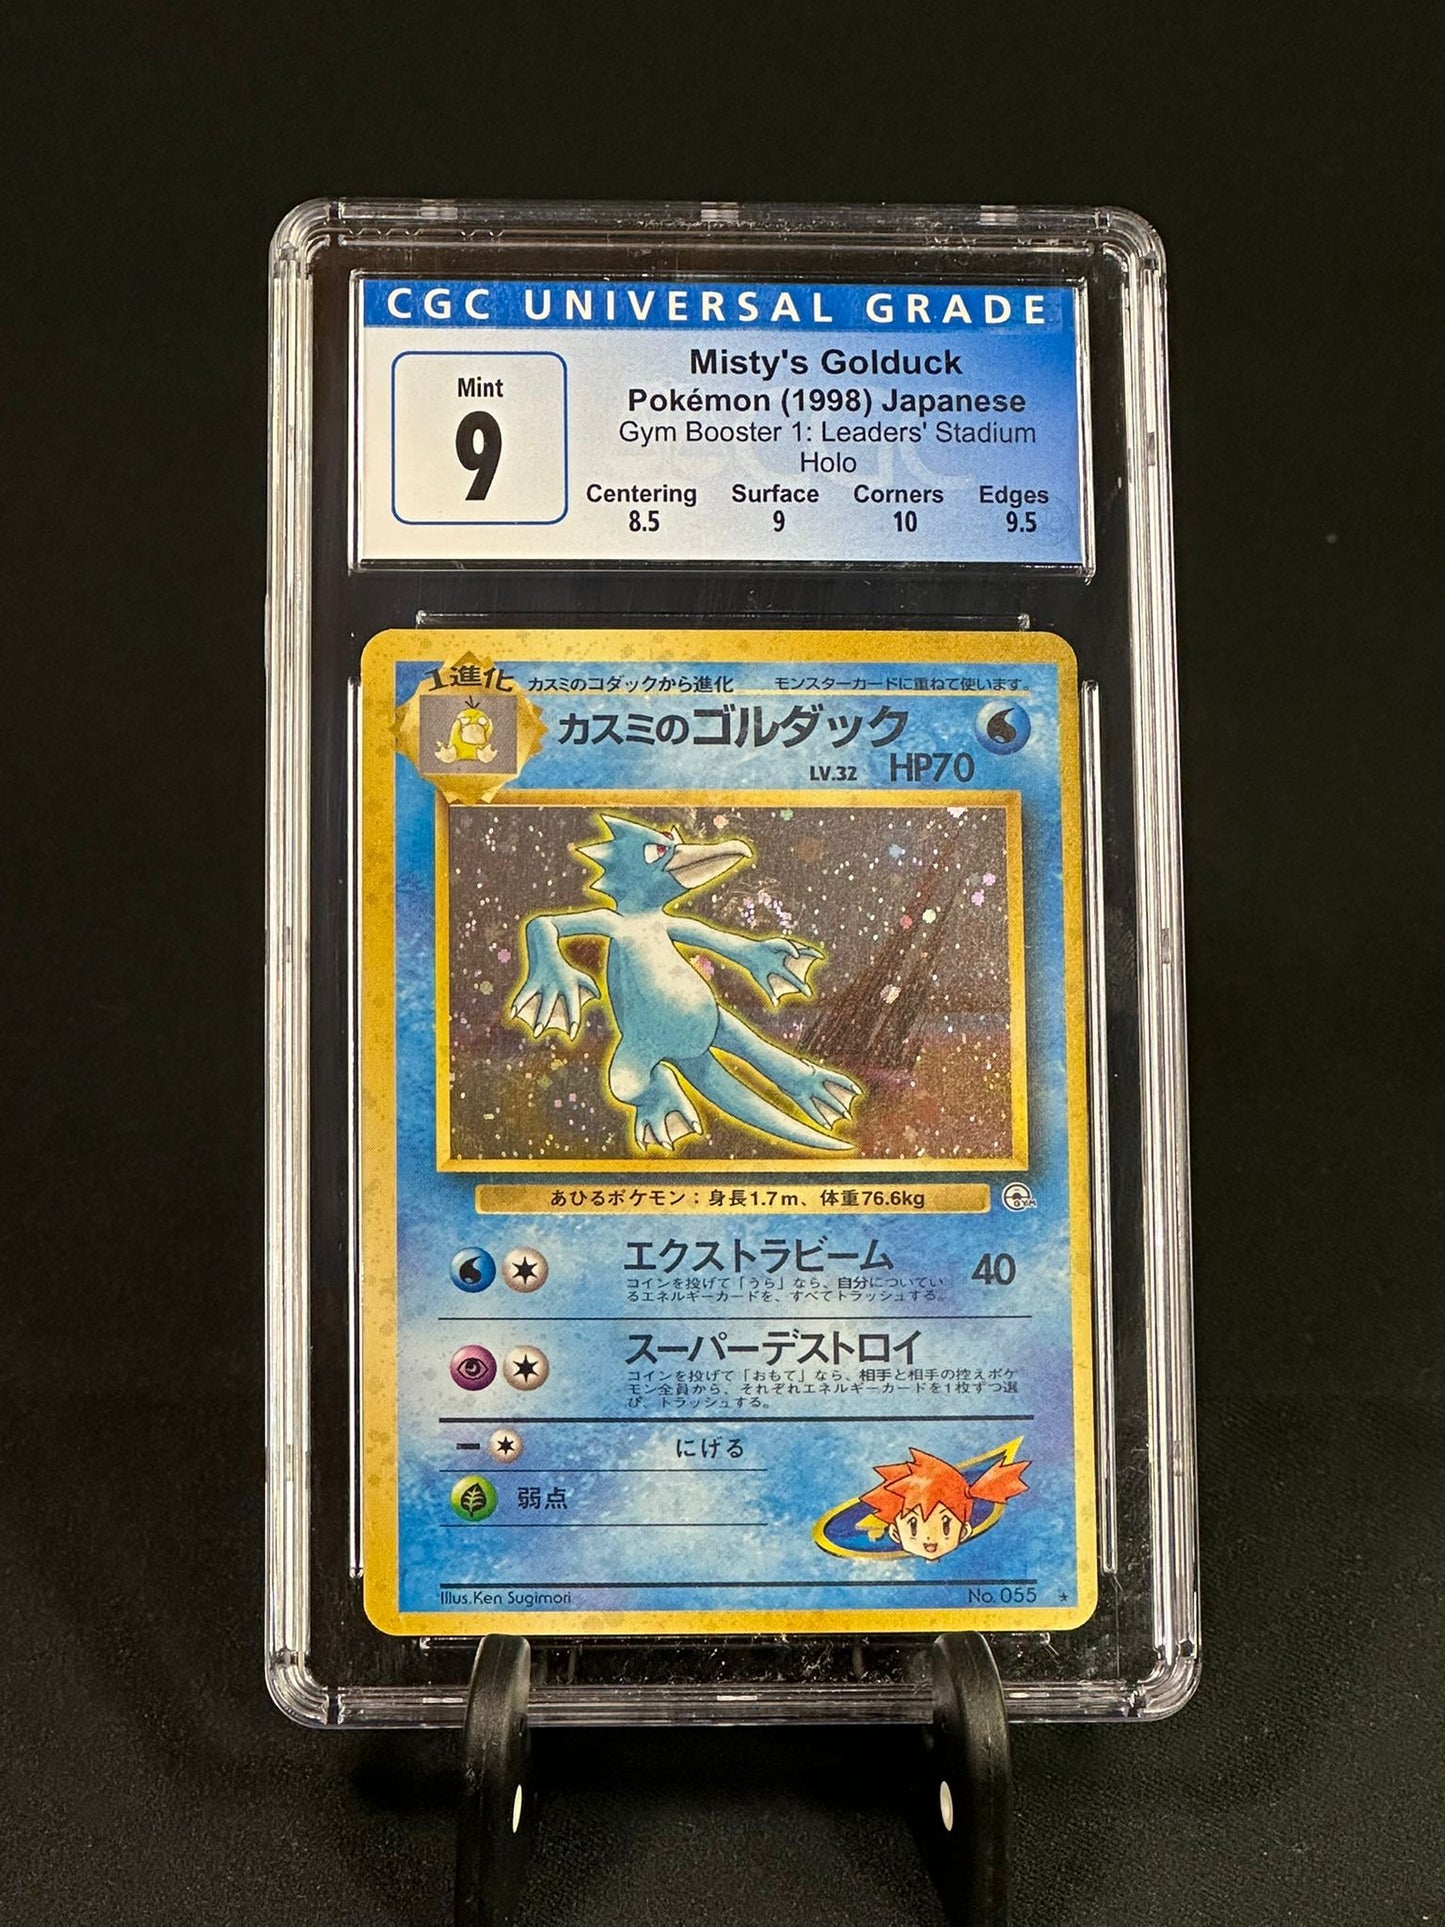 CGC UNIVERSAL GRADE
Mint
9
Misty's Golduck
Pokémon (1998) Japanese
Gym Booster 1: Leaders' Stadium
Holo
Centering Surface Corners Edges
8.5 9 10 9.5
1進化 カスミのコダックから進化 モンスターカードに重ねて使います。
カスミのゴルダック
LV.32 HP70
あひるポケモン：身長1.7m、体重76.6kg
GYM
エクストラビーム 40
コインを投げて「うら」なら、自分についてい
るエネルギーカードを、すべてトラッシュする。
スーパーデストロイ
コインを投げて「おもて」なら、相手と相手の控えポケ
モン全員から、それぞれエネルギーカードを1枚ずつ選
び、トラッシュする。
にげる
弱点
Illus.Ken Sugimori No.055 ★